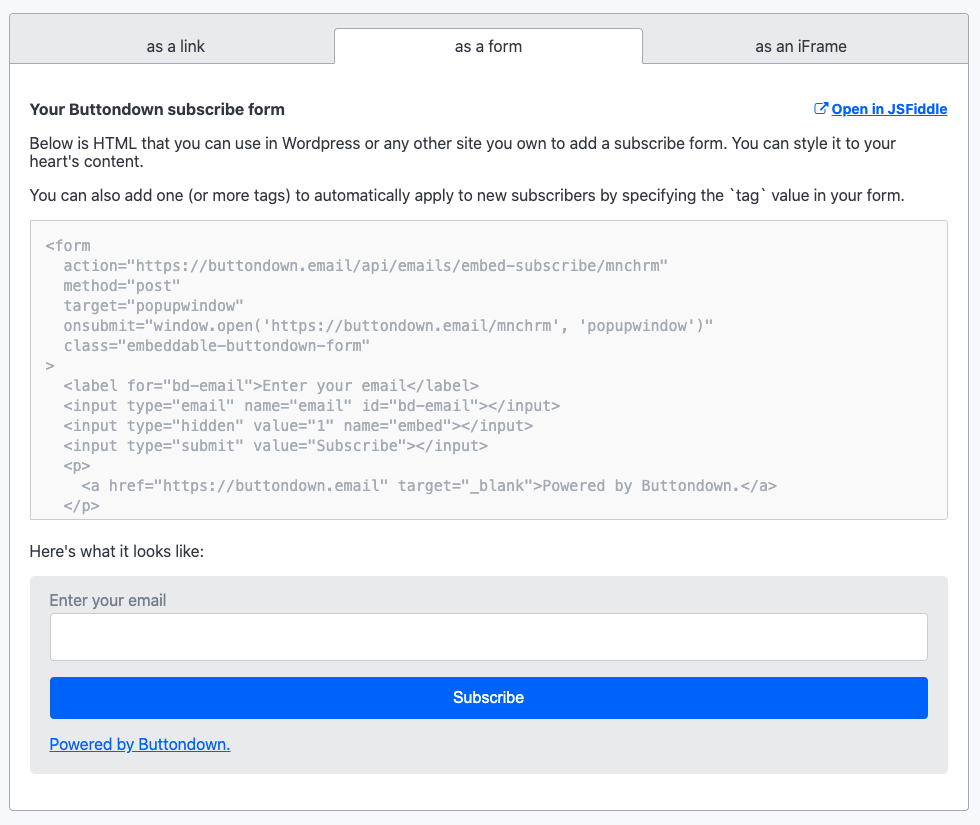 as a link
as a form
as an iFrame
Your Buttondown subscribe form
Open in JSFiddle
Below is HTML that you can use in Wordpress or any other site you own to add a subscribe form. You can style it to your
heart's content.
You can also add one (or more tags) to automatically apply to new subscribers by specifying the `tag` value in your form.
<form
  action="https://buttondown.email/api/emails/embed-subscribe/mnchrm"
  method="post"
  target="popupwindow"
  onsubmit="window.open('https://buttondown.email/mnchrm', 'popupwindow')"
  class="embeddable-buttondown-form"
>
  <label for="bd-email">Enter your email</label>
  <input type="email" name="email" id="bd-email"></input>
  <input type="hidden" value="1" name="embed"></input>
  <input type="submit" value="Subscribe"></input>
  <p>
    <a href="https://buttondown.email" target="_blank">Powered by Buttondown.</a>
  </p>
Here's what it looks like:
Enter your email
Subscribe
Powered by Buttondown.